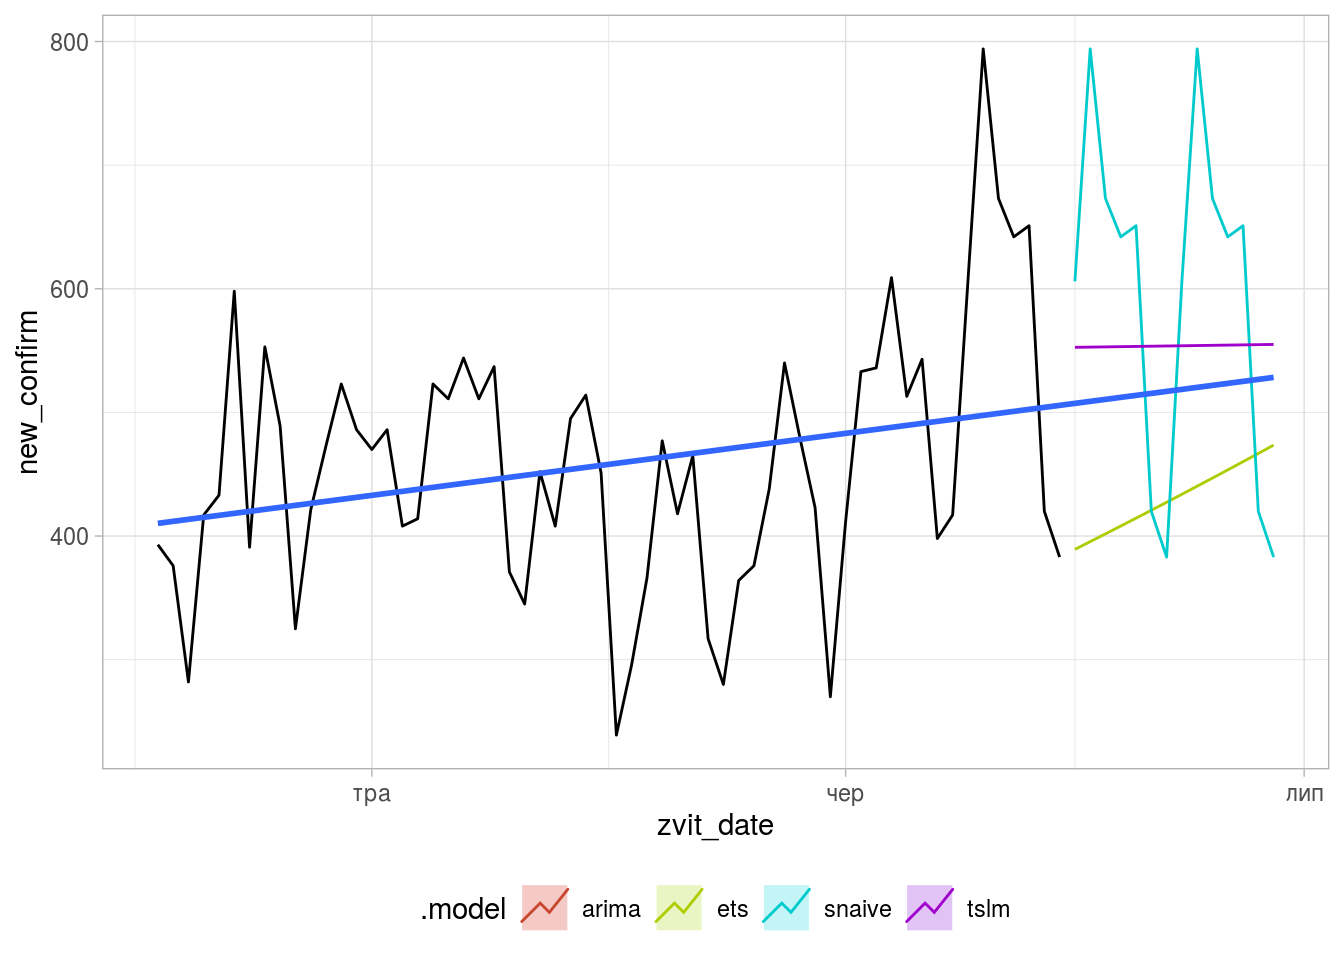 800
600
400
new_confirm
тра чер лип
zvit_date
.model arima ets snaive tslm